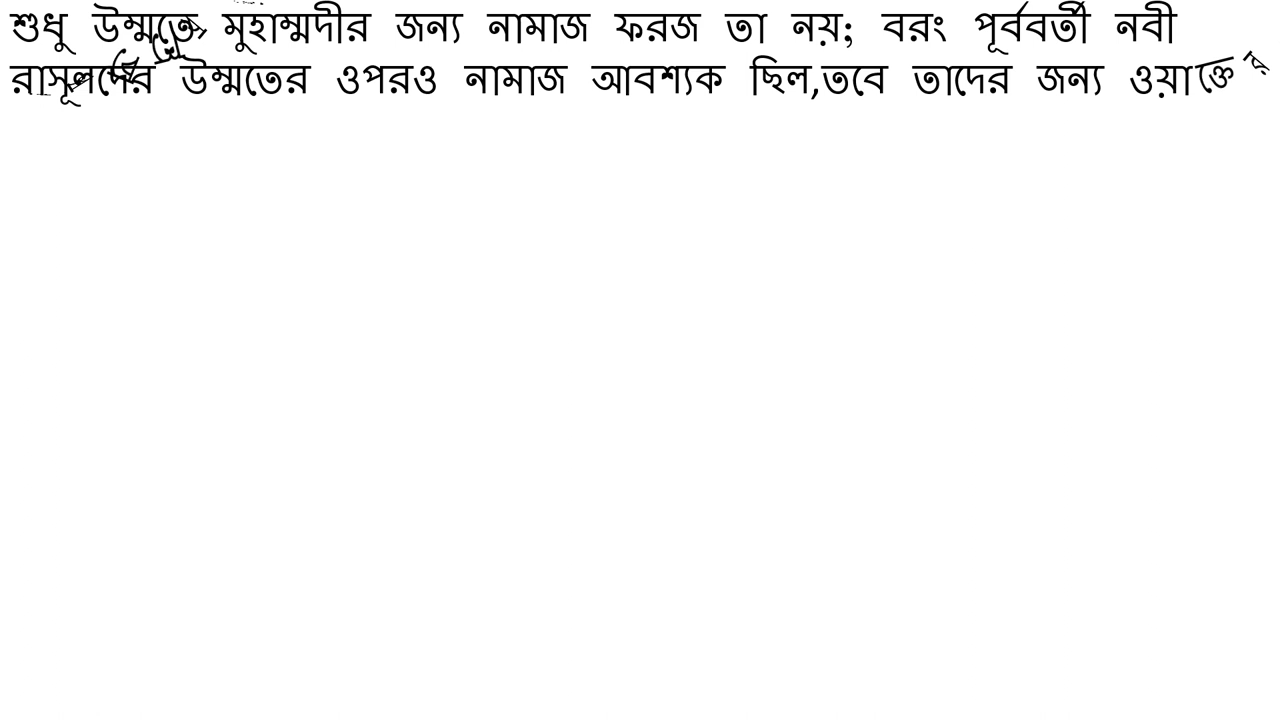 শুধু উম্মতে মুহাম্মদীর জন্য নামাজ ফরজ তা নয়; বরং পূর্ববর্তী নবী
রাসূলদের উম্মতের ওপরও নামাজ আবশ্যক ছিল,তবে তাদের জন্য ওয়াক্তের